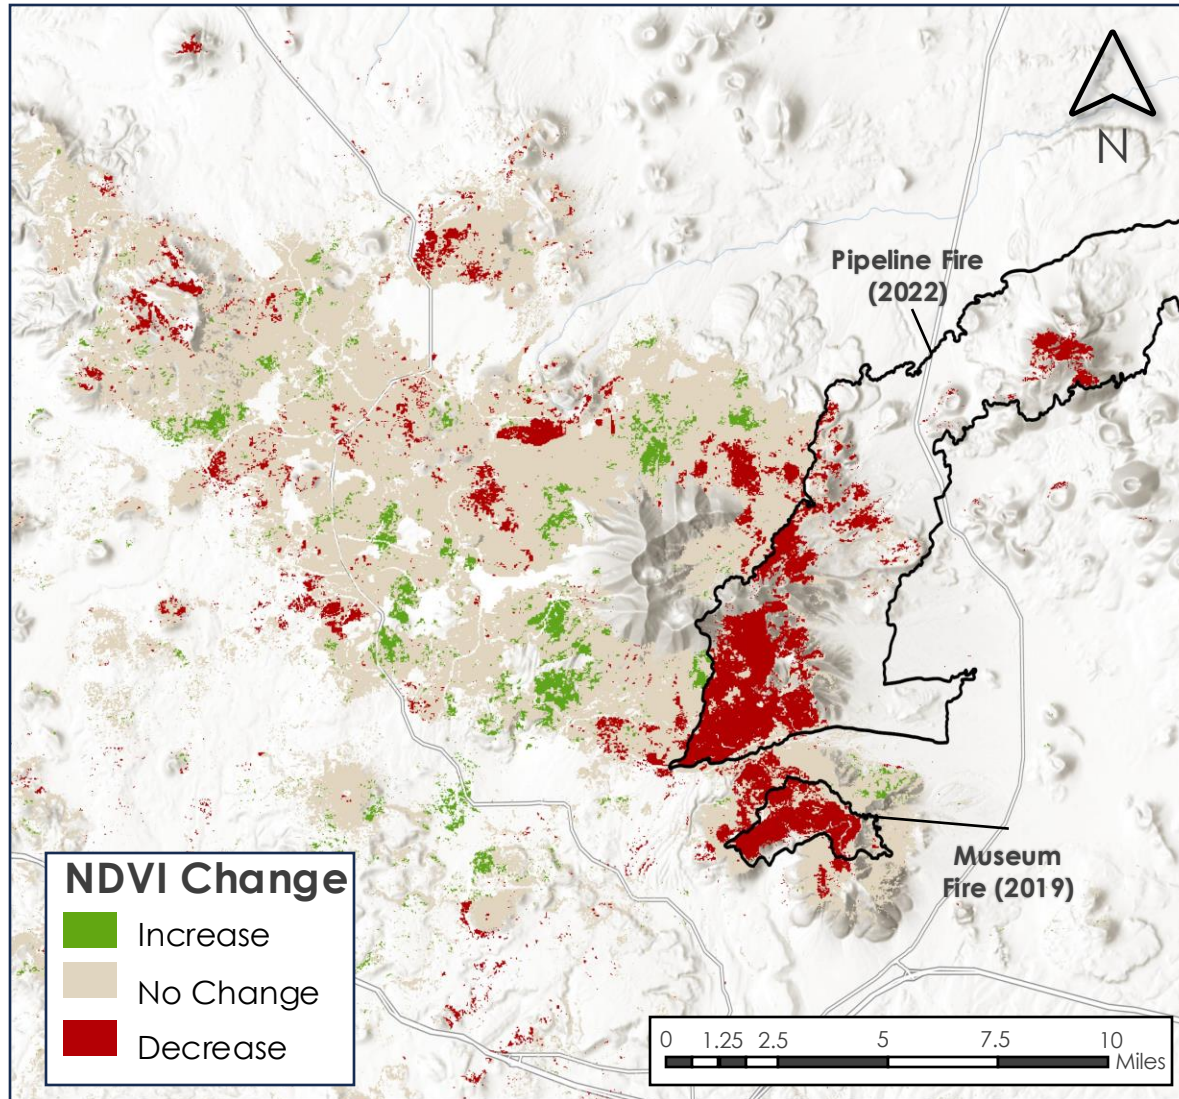 N
Pipeline Fire
(2022)
Museum
Fire (2019)
NDVI Change
Increase
No Change
Decrease
0 1.25 2.5 5 7.5 10
Miles